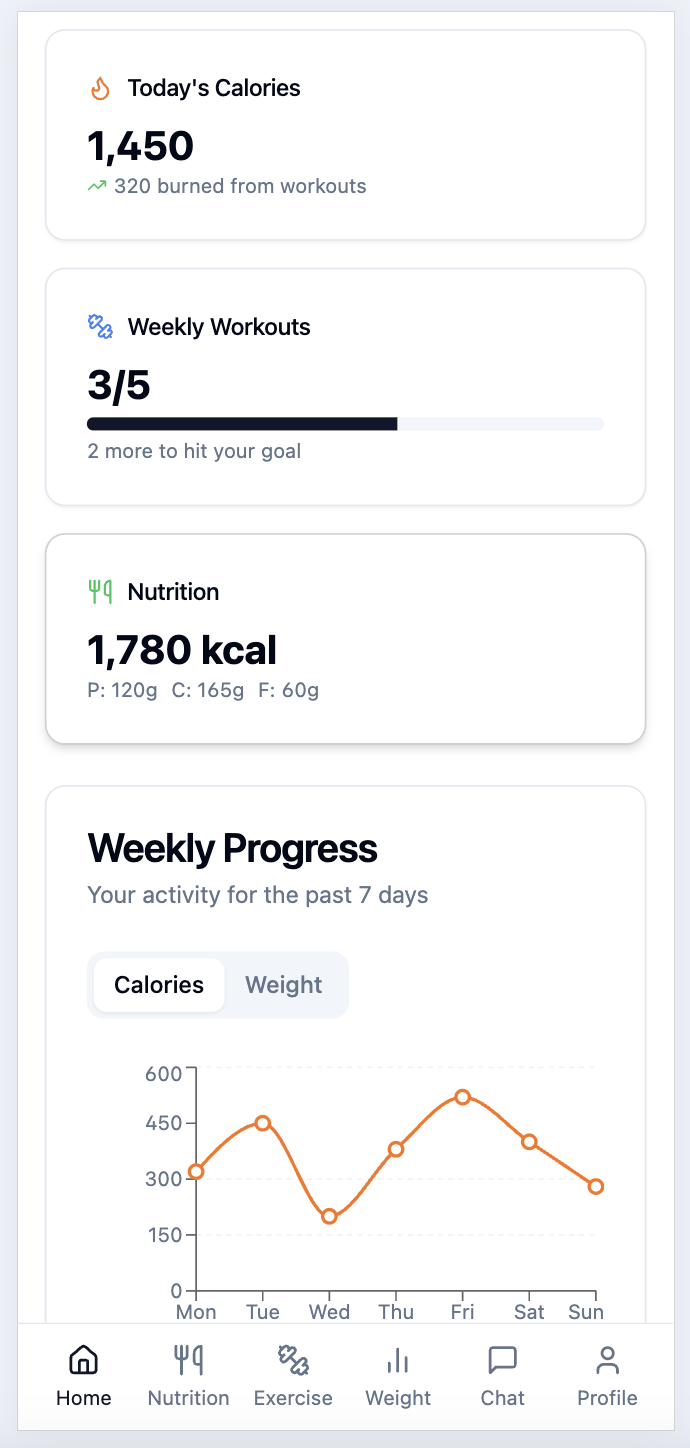 Today's Calories
1,450
320 burned from workouts
Weekly Workouts
3/5
2 more to hit your goal
Nutrition
1,780 kcal
P: 120g C: 165g F: 60g
Weekly Progress
Your activity for the past 7 days
Calories Weight
600
450
300
150
0
Mon Tue Wed Thu Fri Sat Sun
Home Nutrition Exercise Weight Chat Profile